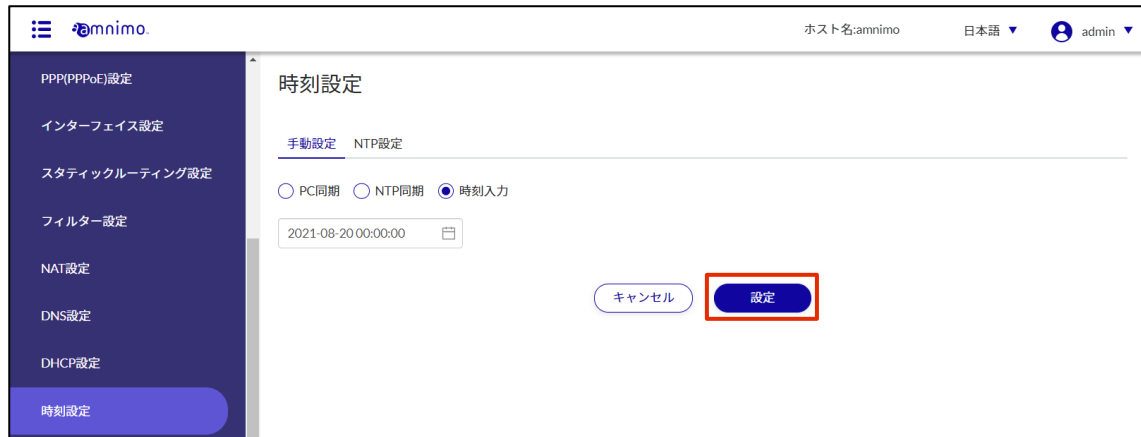 amnimo.
ホスト名:amnimo
日本語 ▼
admin ▼
PPP(PPPoE)設定
インターフェイス設定
スタティックルーティング設定
フィルター設定
NAT設定
DNS設定
DHCP設定
時刻設定
時刻設定
手動設定 NTP設定
PC同期 NTP同期 時刻入力
2021-08-20 00:00:00
キャンセル 設定